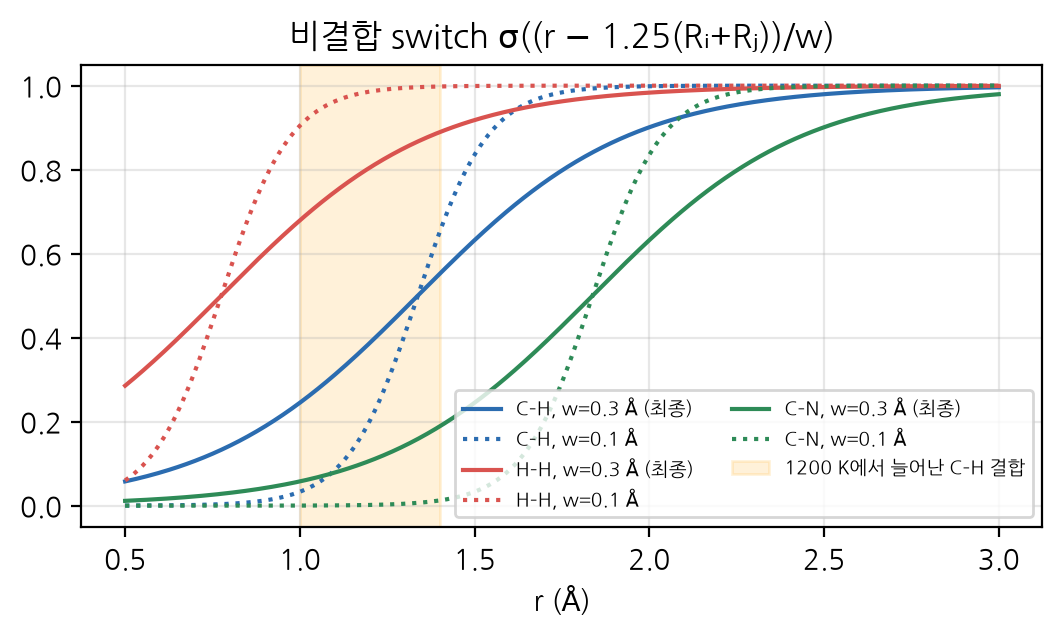 비결합 switch σ((r − 1.25(Rᵢ+Rⱼ))/w)
1.0
0.8
0.6
0.4
0.2
0.0
C-H, w=0.3 Å (최종)
C-H, w=0.1 Å
H-H, w=0.3 Å (최종)
H-H, w=0.1 Å
C-N, w=0.3 Å (최종)
C-N, w=0.1 Å
1200 K에서 늘어난 C-H 결합
0.5 1.0 1.5 2.0 2.5 3.0
r (Å)